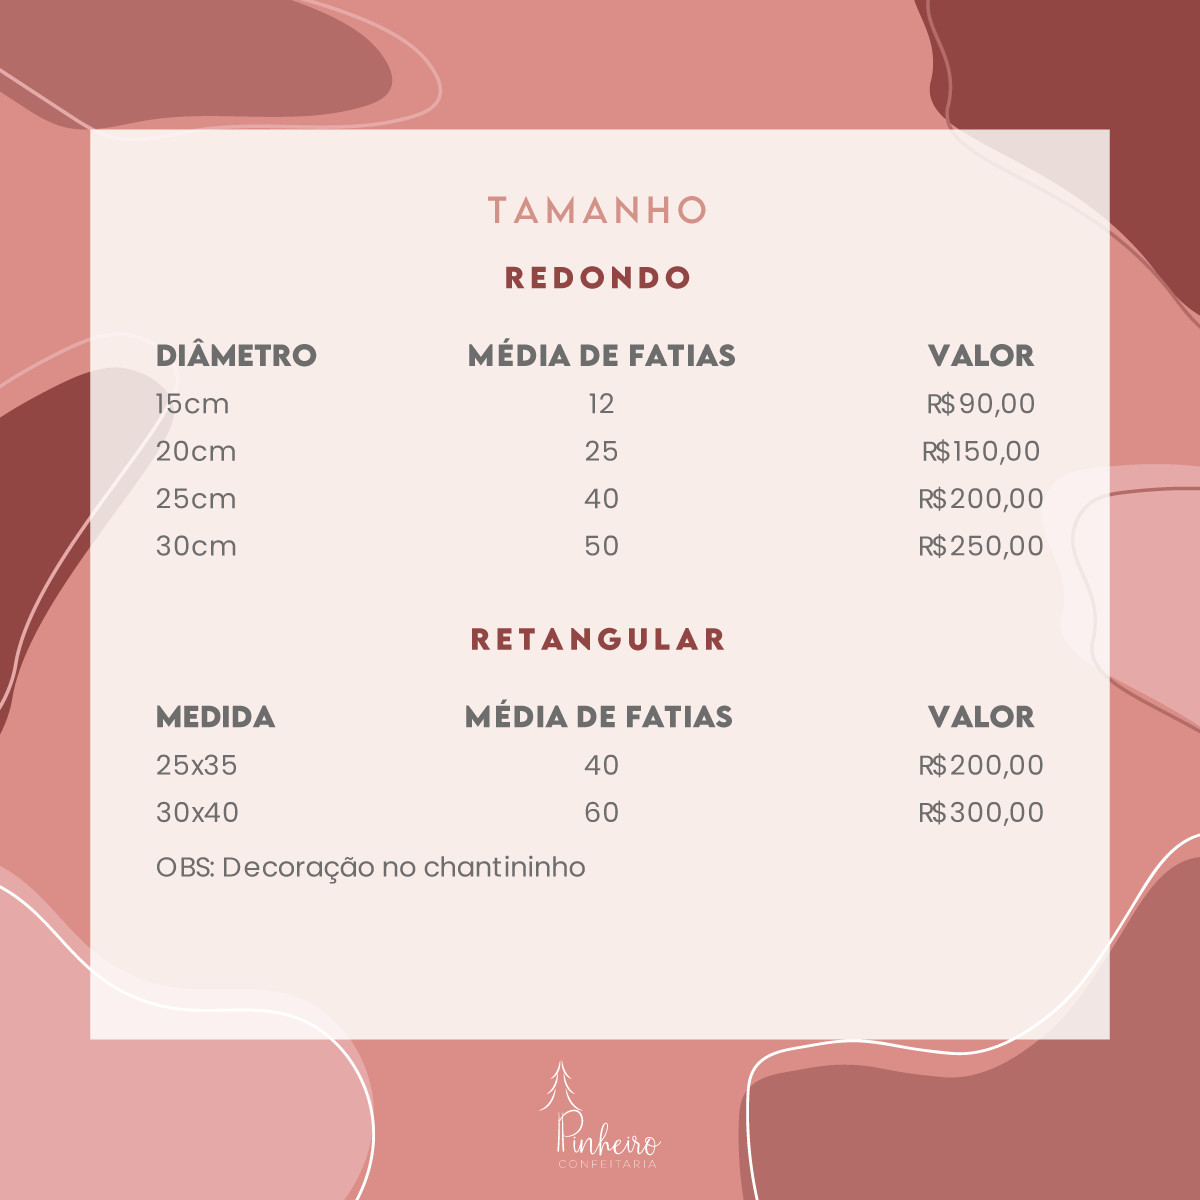 TAMANHO
REDONDO
DIÂMETRO MÉDIA DE FATIAS VALOR
15cm 12 R$90,00
20cm 25 R$150,00
25cm 40 R$200,00
30cm 50 R$250,00
RETANGULAR
MEDIDA MÉDIA DE FATIAS VALOR
25x35 40 R$200,00
30x40 60 R$300,00
OBS: Decoração no chantininho
Pinheiro
CONFEITARIA